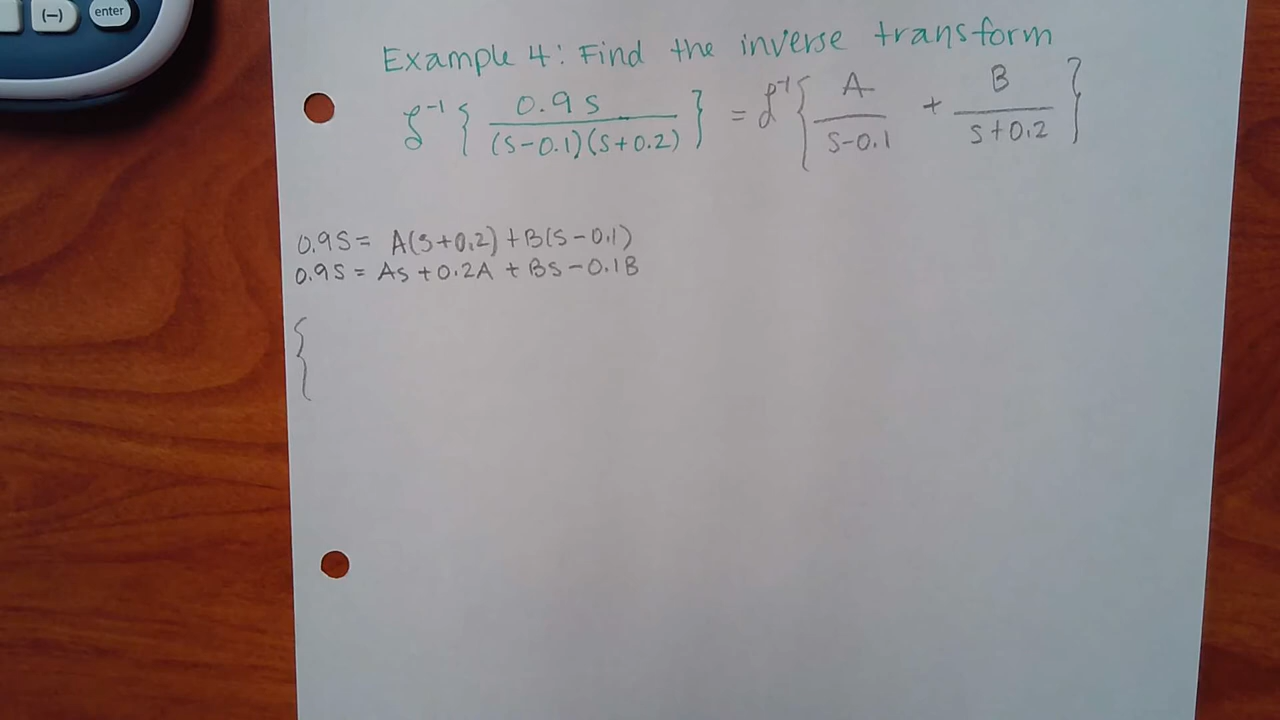 (−) enter
Example 4: Find the inverse transform
ℒ⁻¹ { 0.9s / (s−0.1)(s+0.2) } = ℒ⁻¹ { A / s−0.1 + B / s+0.2 }
0.9s = A(s+0.2) + B(s−0.1)
0.9s = As + 0.2A + Bs − 0.1B
{